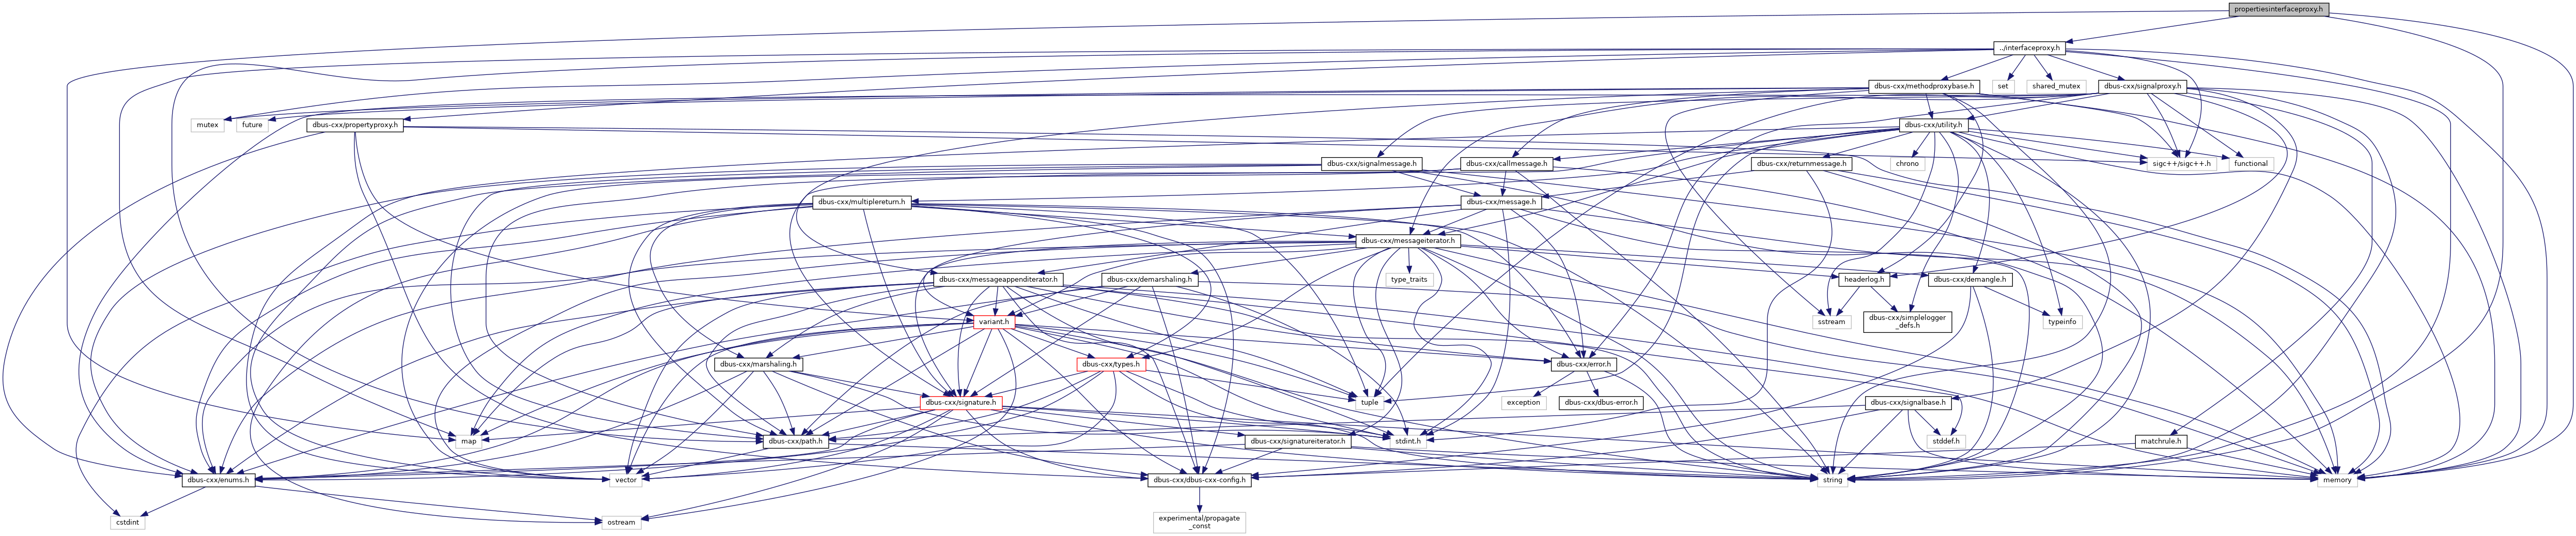 propertiesinterfaceproxy.h
../interfaceproxy.h
dbus-cxx/methodproxybase.h
set
shared_mutex
dbus-cxx/signalproxy.h
mutex
future
dbus-cxx/propertyproxy.h
dbus-cxx/utility.h
dbus-cxx/signalmessage.h
dbus-cxx/callmessage.h
dbus-cxx/returnmessage.h
chrono
sigc++/sigc++.h
functional
dbus-cxx/multiplereturn.h
dbus-cxx/message.h
dbus-cxx/messageiterator.h
dbus-cxx/messageappenditerator.h
dbus-cxx/demarshaling.h
type_traits
headerlog.h
dbus-cxx/demangle.h
variant.h
sstream
dbus-cxx/simplelogger
_defs.h
typeinfo
dbus-cxx/marshaling.h
dbus-cxx/types.h
dbus-cxx/error.h
dbus-cxx/signature.h
tuple
exception
dbus-cxx/dbus-error.h
dbus-cxx/signalbase.h
map
dbus-cxx/path.h
dbus-cxx/signatureiterator.h
stdint.h
stddef.h
matchrule.h
dbus-cxx/enums.h
vector
dbus-cxx/dbus-cxx-config.h
string
memory
cstdint
ostream
experimental/propagate
_const